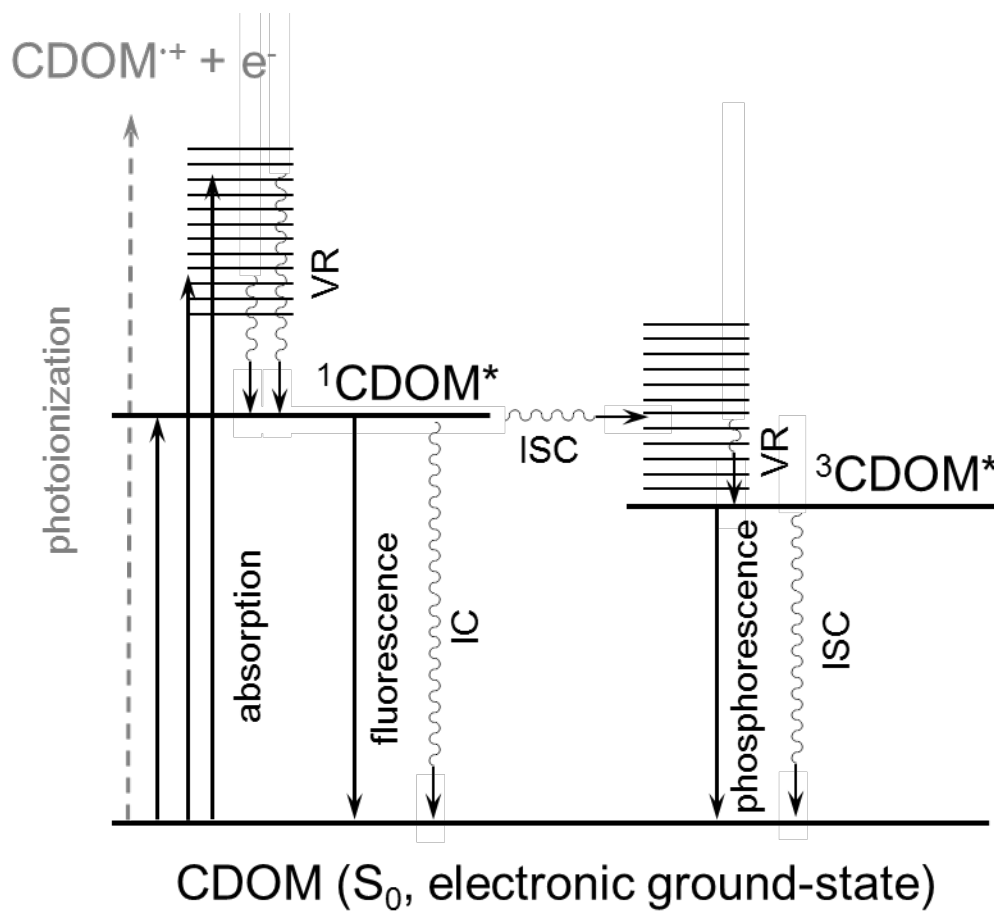 CDOM·+ + e-
VR
photoionization
¹CDOM*
ISC
VR
³CDOM*
absorption
fluorescence
IC
phosphorescence
ISC
CDOM (S₀, electronic ground-state)